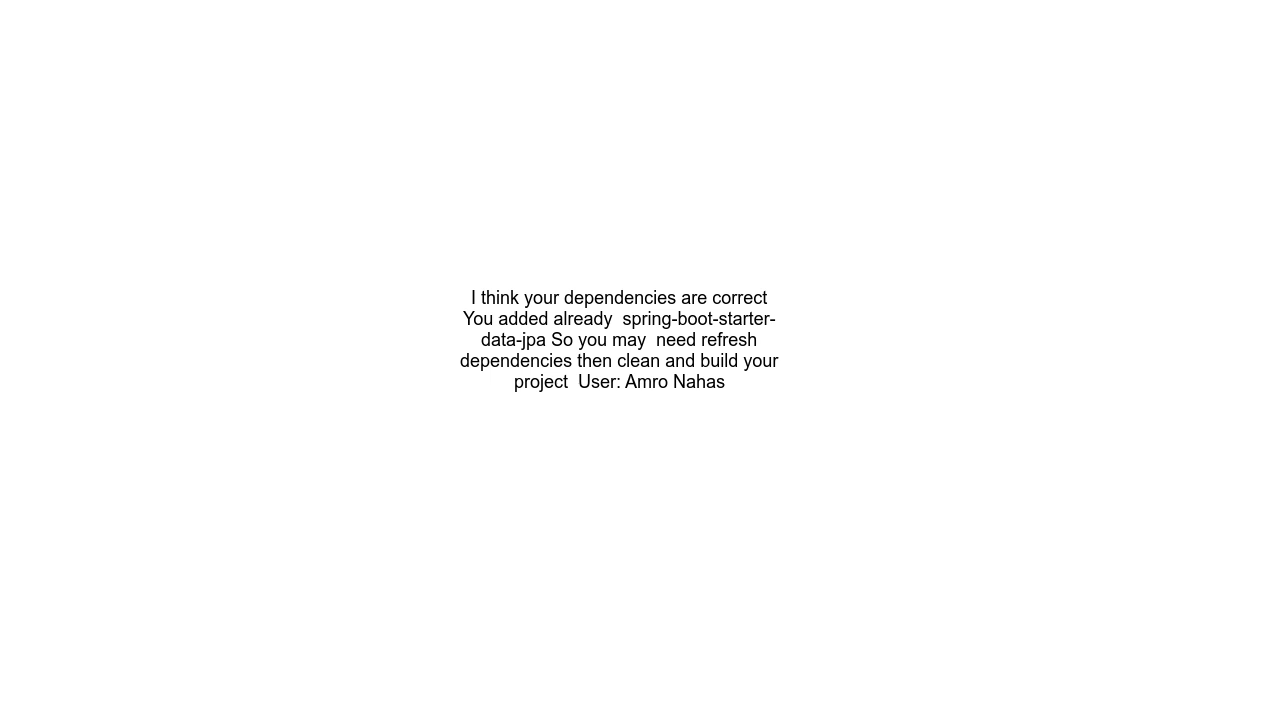 I think your dependencies are correct
You added already  spring-boot-starter-
data-jpa So you may  need refresh
dependencies then clean and build your
project  User: Amro Nahas